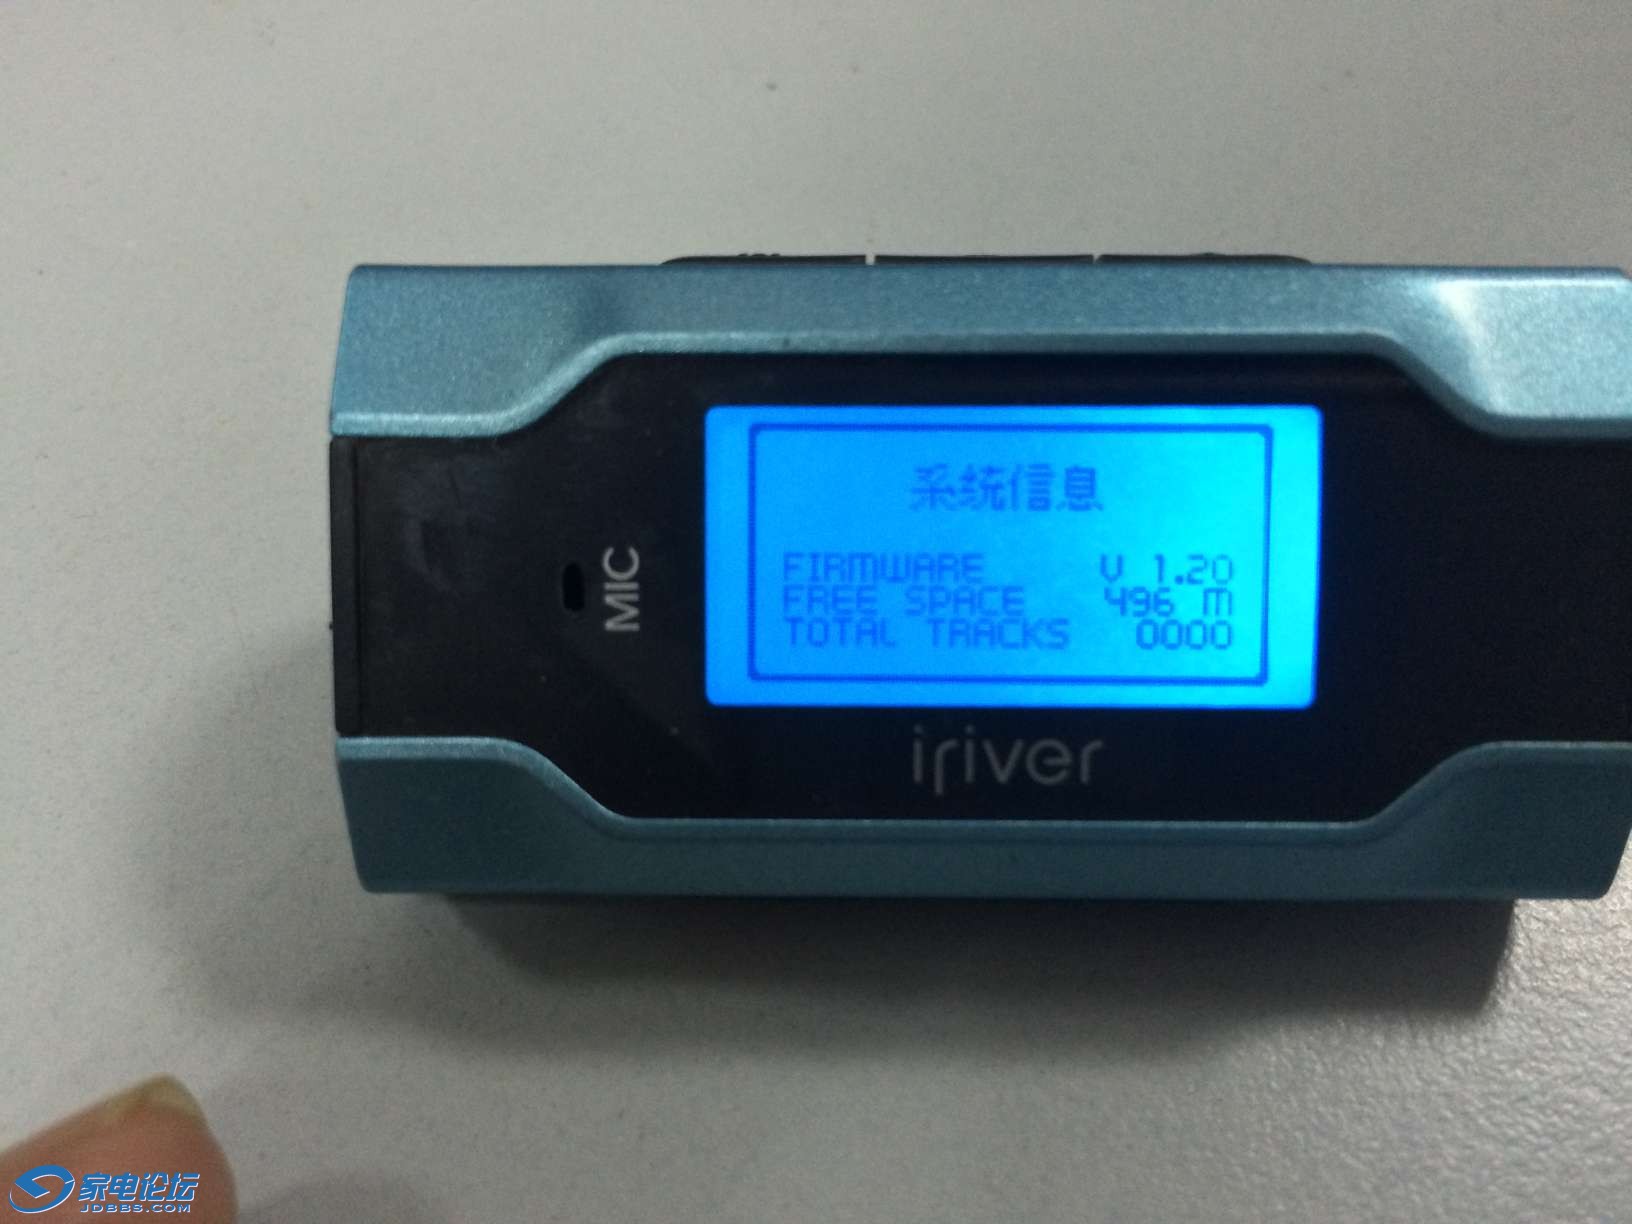 系统信息
FIRMWARE V 1.20
FREE SPACE 496 M
TOTAL TRACKS 0000
MIC
iriver
家电论坛
JDBBS.COM